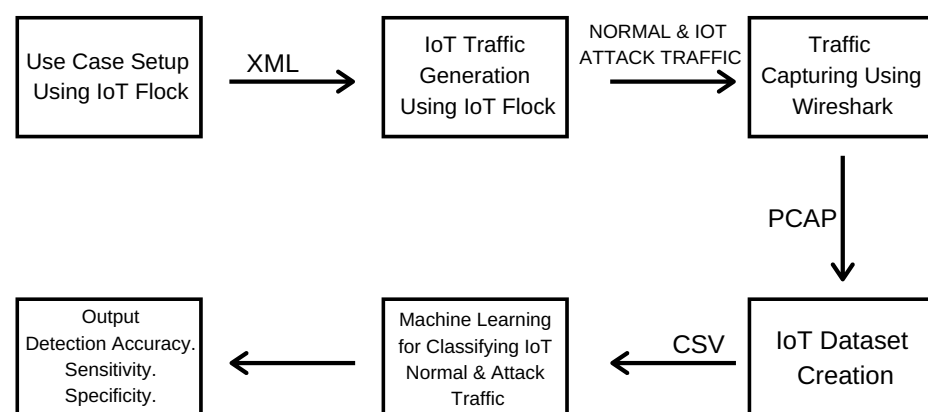 Use Case Setup
Using IoT Flock
XML
IoT Traffic
Generation
Using IoT Flock
NORMAL & IOT
ATTACK TRAFFIC
Traffic
Capturing Using
Wireshark
PCAP
IoT Dataset
Creation
CSV
Machine Learning
for Classifying IoT
Normal & Attack
Traffic
Output
Detection Accuracy.
Sensitivity.
Specificity.